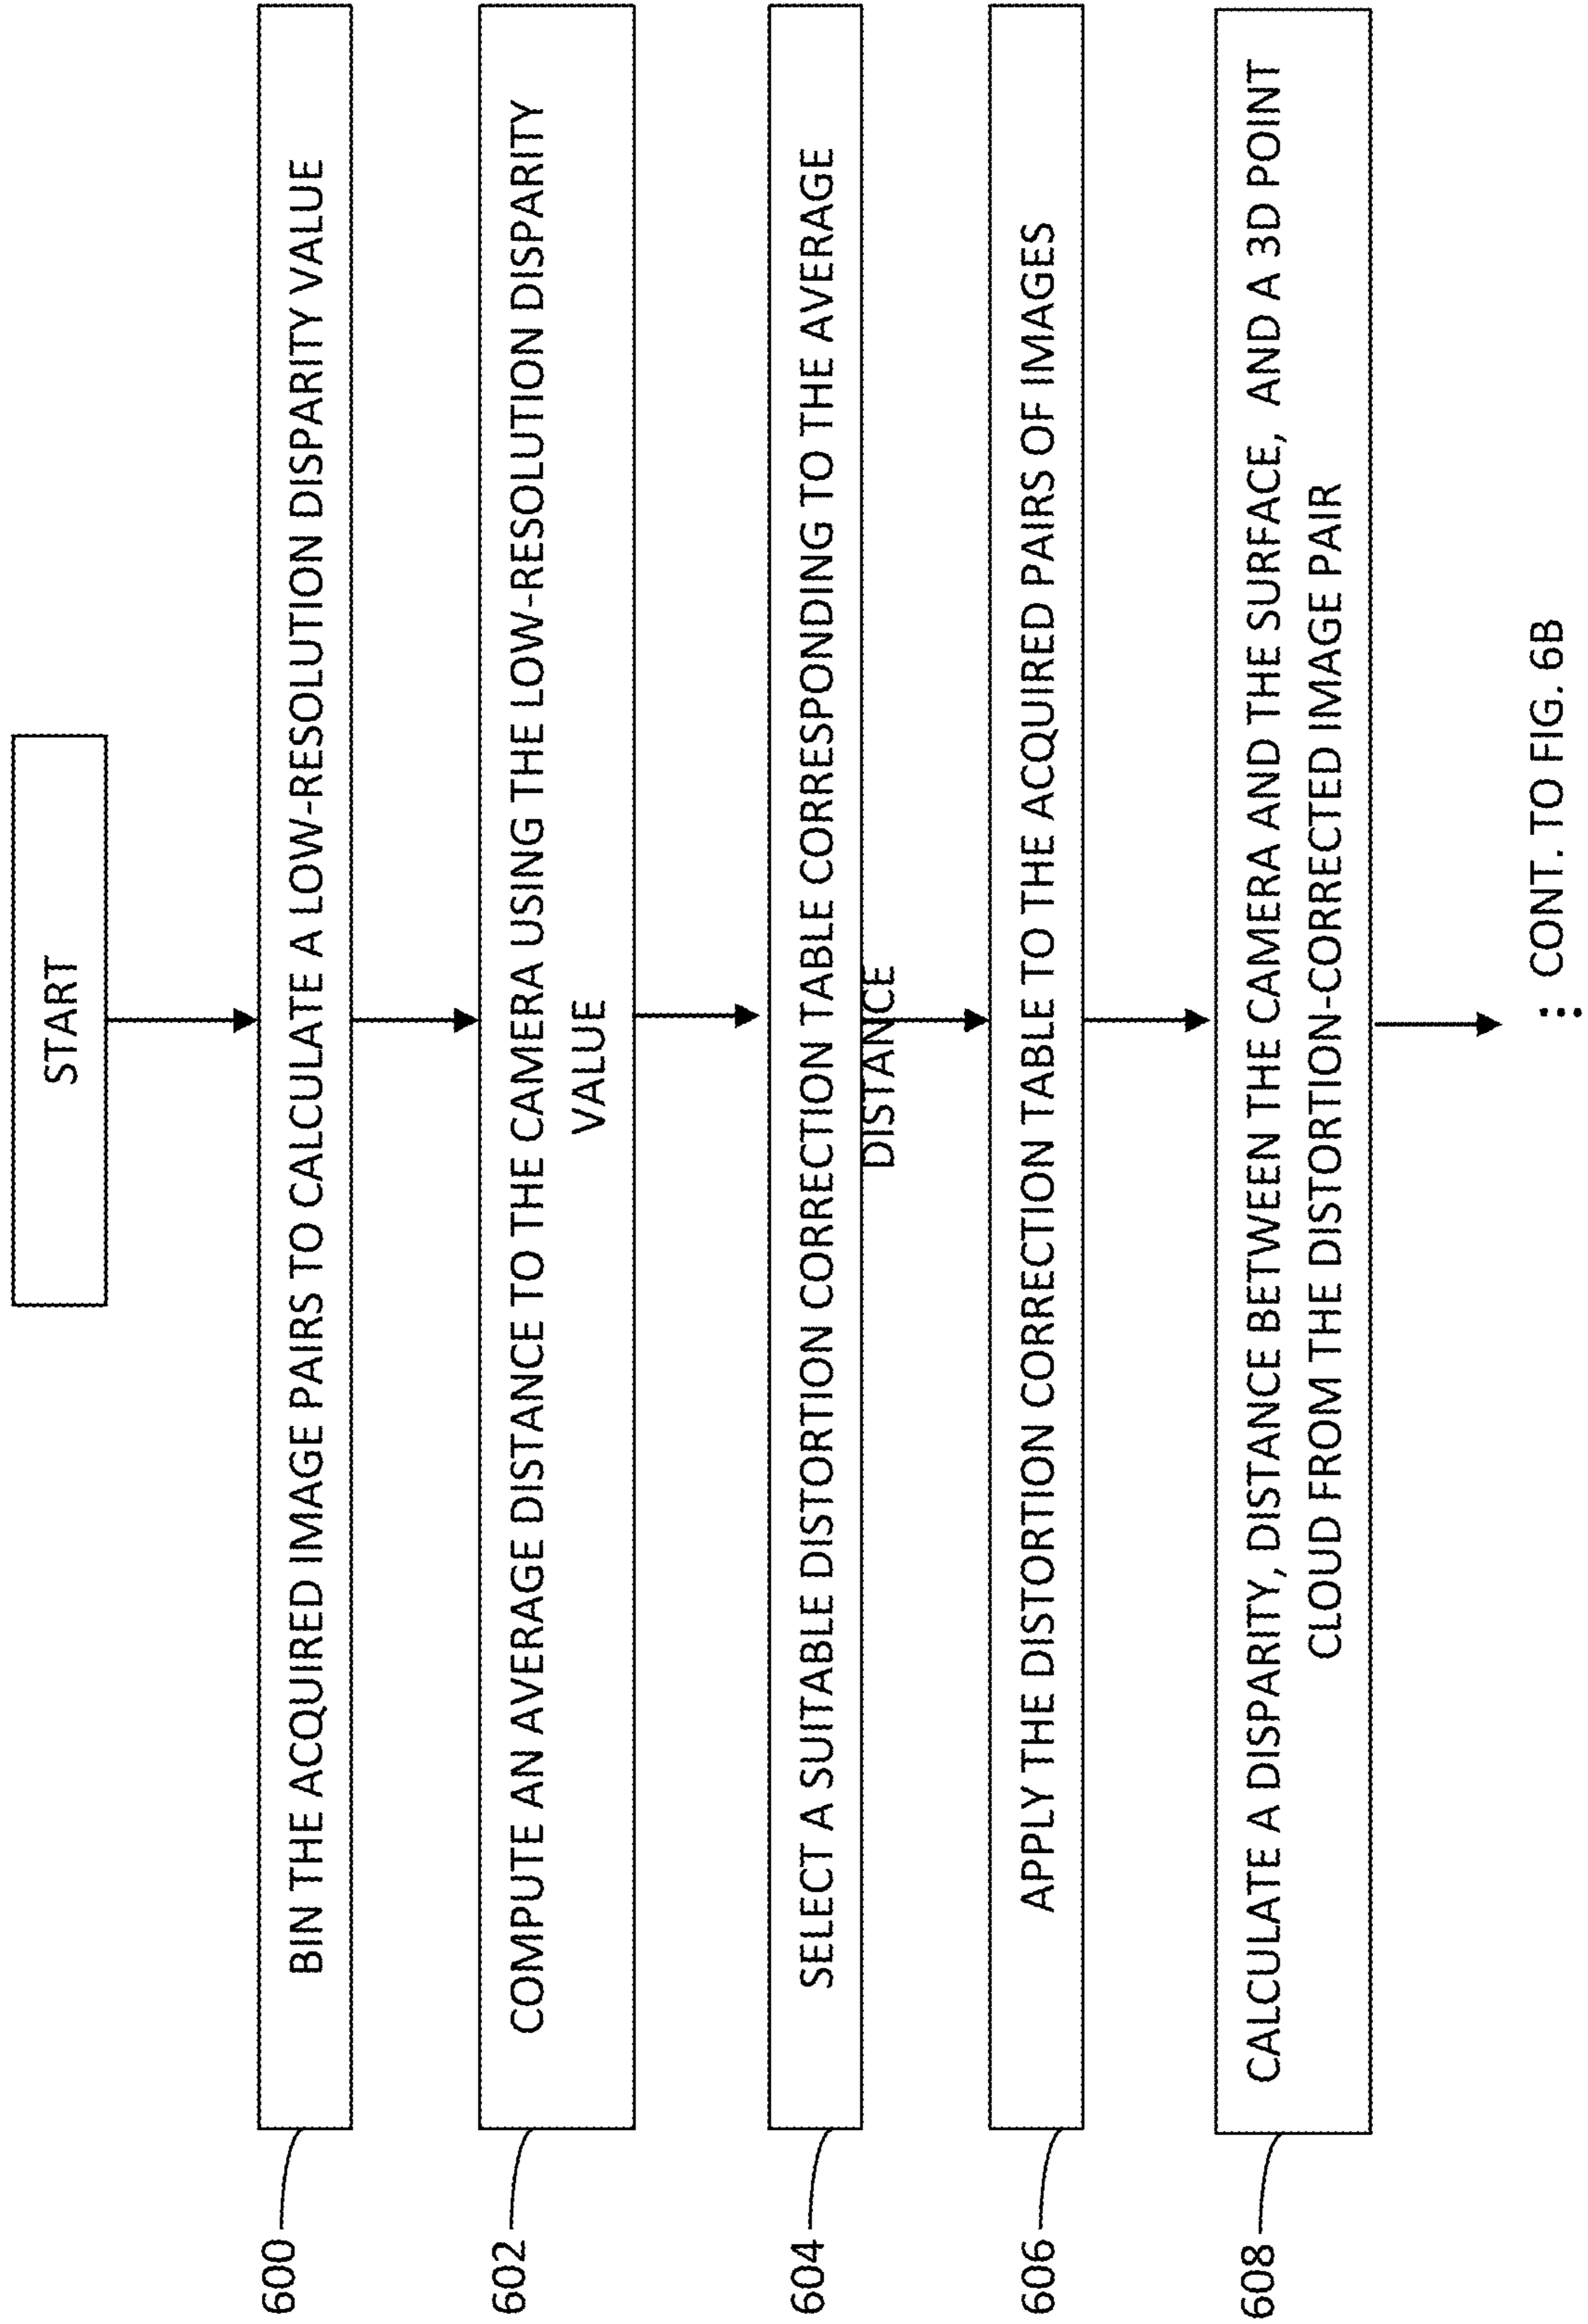 START
600
BIN THE ACQUIRED IMAGE PAIRS TO CALCULATE A LOW-RESOLUTION DISPARITY VALUE
602
COMPUTE AN AVERAGE DISTANCE TO THE CAMERA USING THE LOW-RESOLUTION DISPARITY
VALUE
604
SELECT A SUITABLE DISTORTION CORRECTION TABLE CORRESPONDING TO THE AVERAGE
DISTANCE
606
APPLY THE DISTORTION CORRECTION TABLE TO THE ACQUIRED PAIRS OF IMAGES
608
CALCULATE A DISPARITY, DISTANCE BETWEEN THE CAMERA AND THE SURFACE, AND A 3D POINT
CLOUD FROM THE DISTORTION-CORRECTED IMAGE PAIR
CONT. TO FIG. 6B